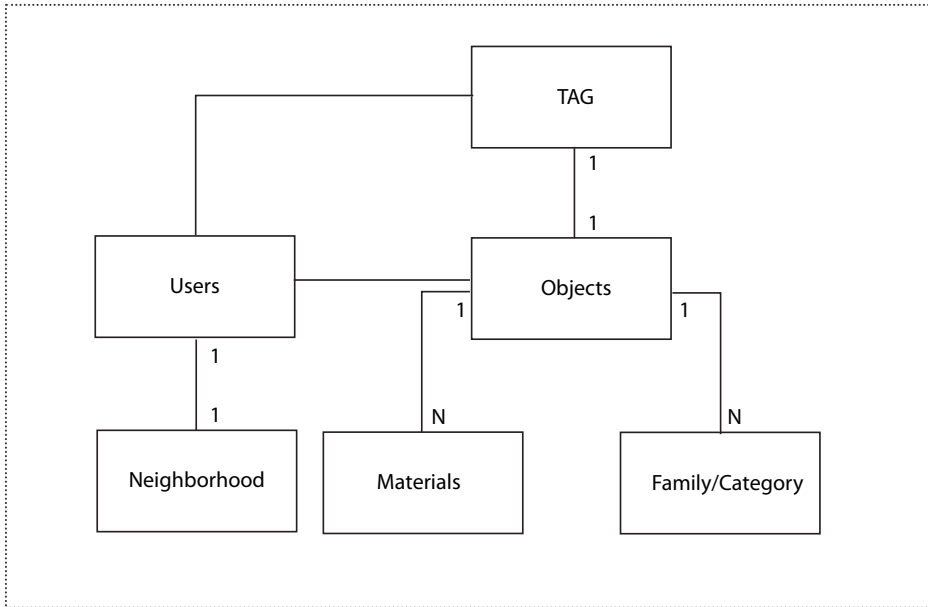 TAG
1
1
Users
Objects
1
1
1
1
N
N
Neighborhood
Materials
Family/Category